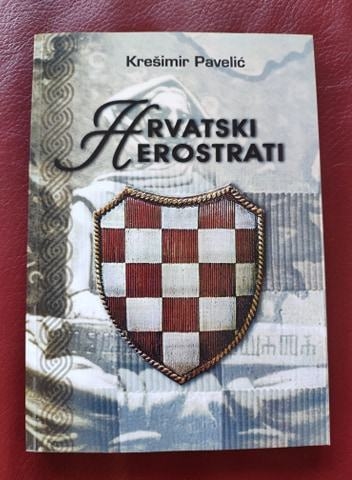 Krešimir Pavelić
HRVATSKI
HEROSTRATI